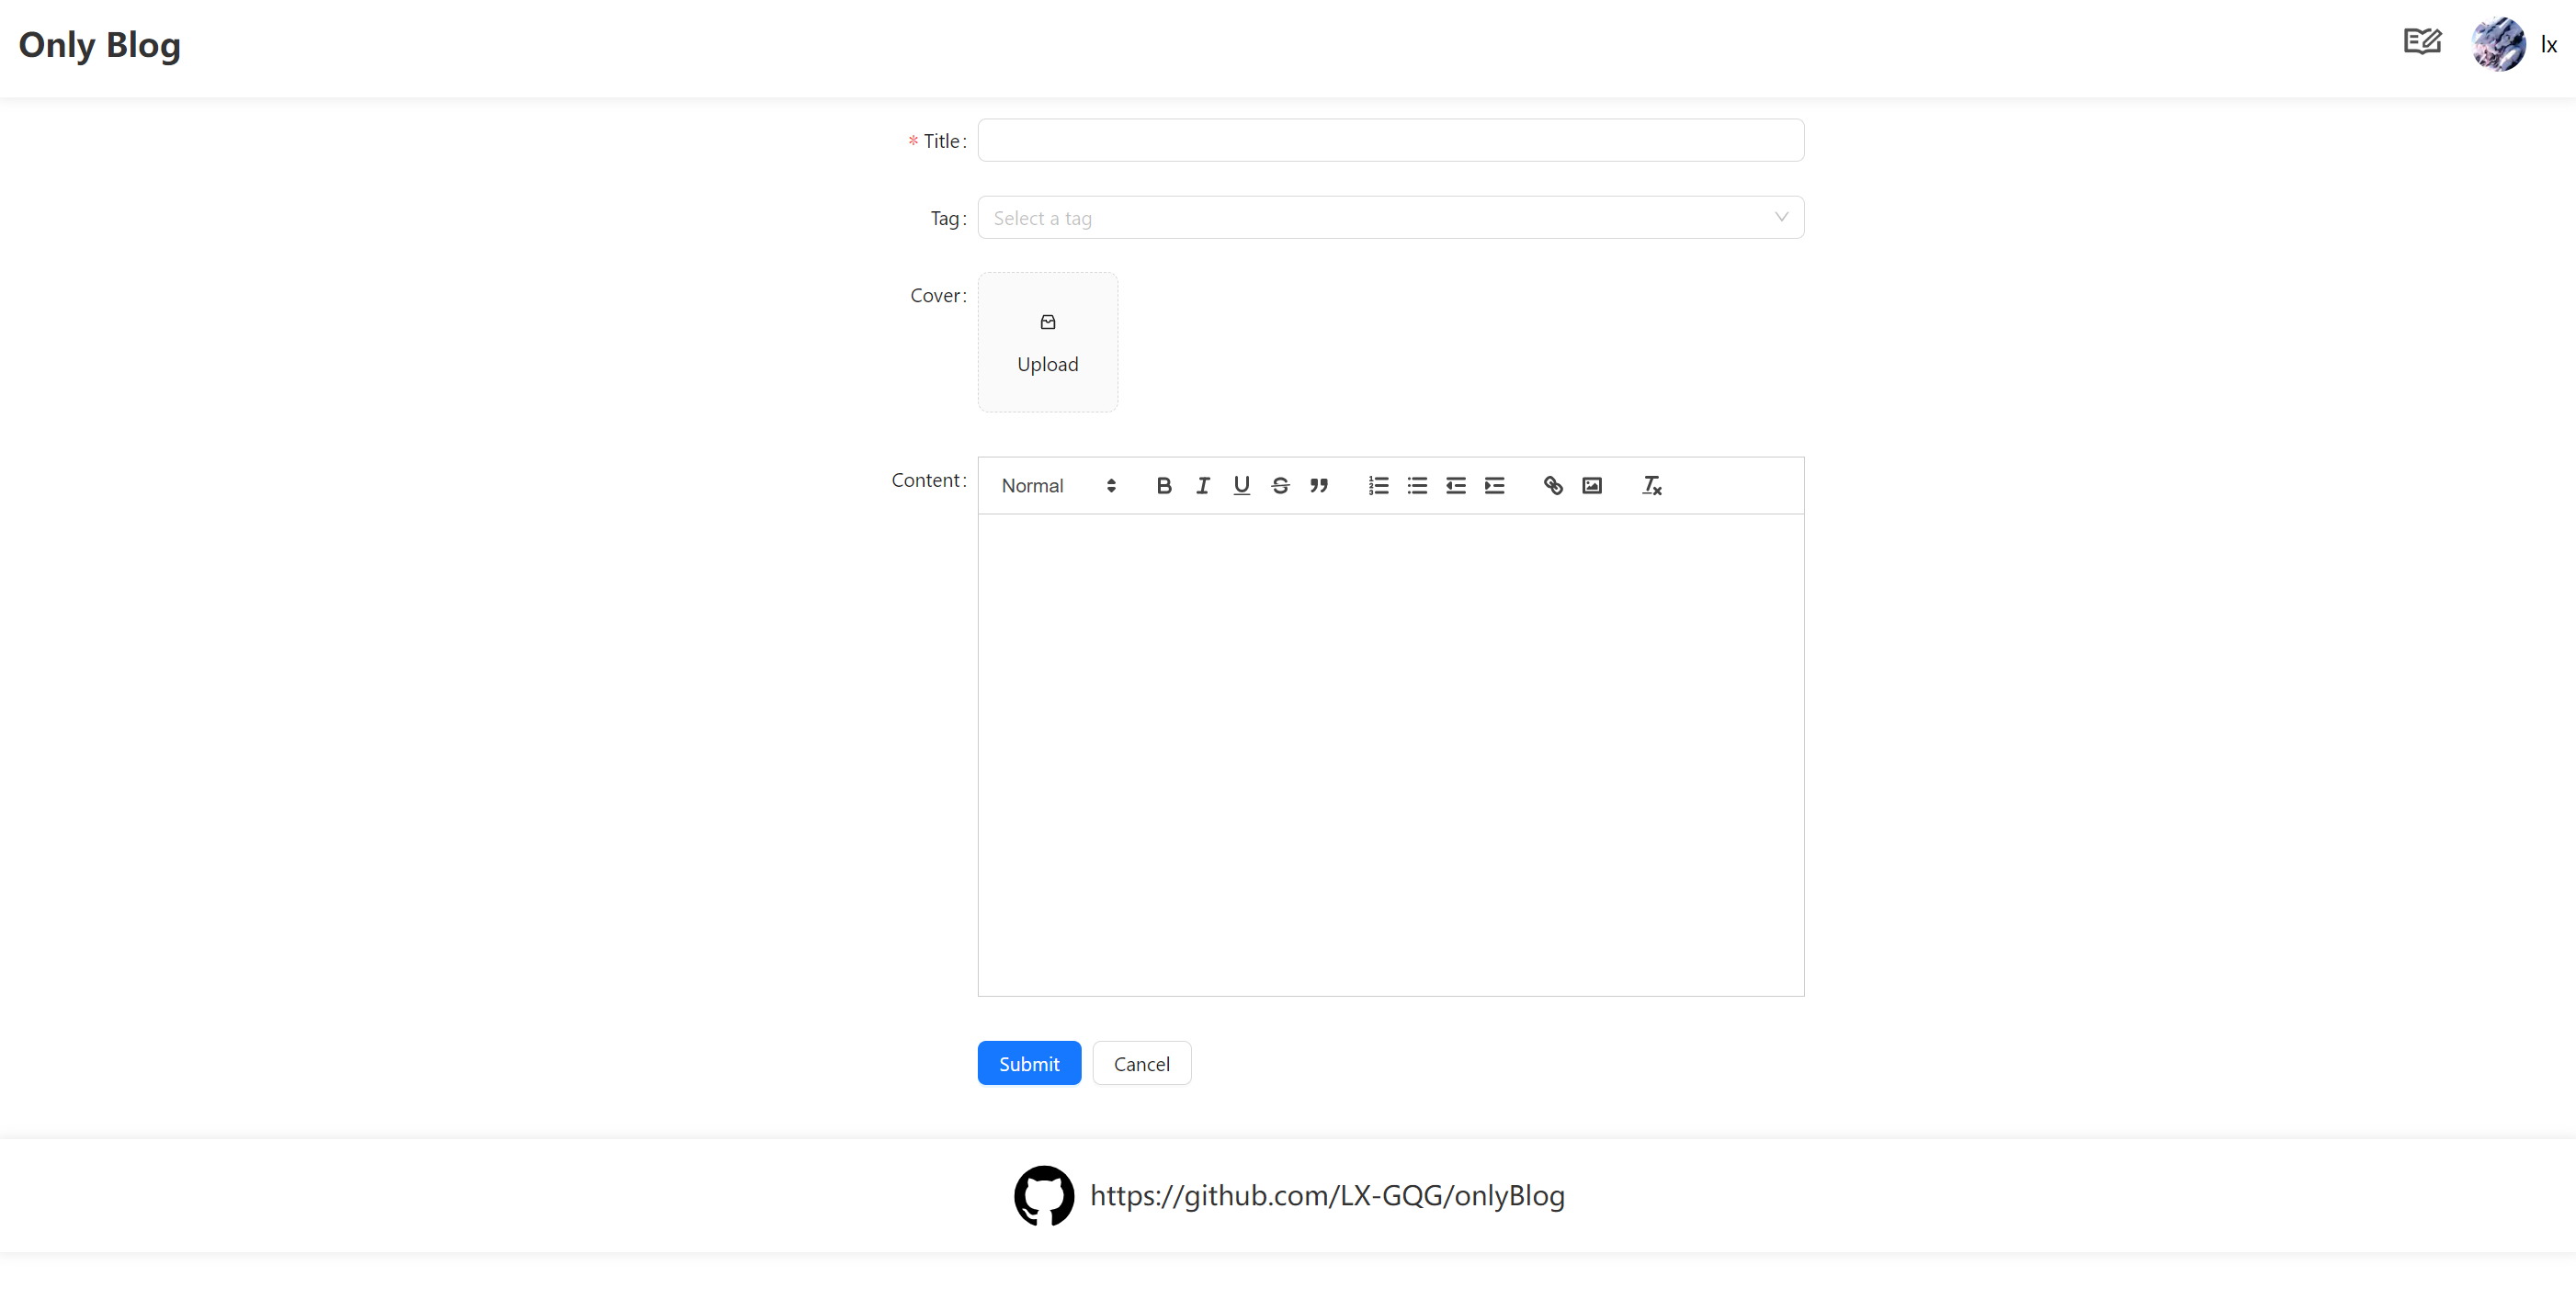 Only Blog
lx
* Title:
Tag: Select a tag
Cover:
Upload
Content: Normal
Submit Cancel
https://github.com/LX-GQG/onlyBlog